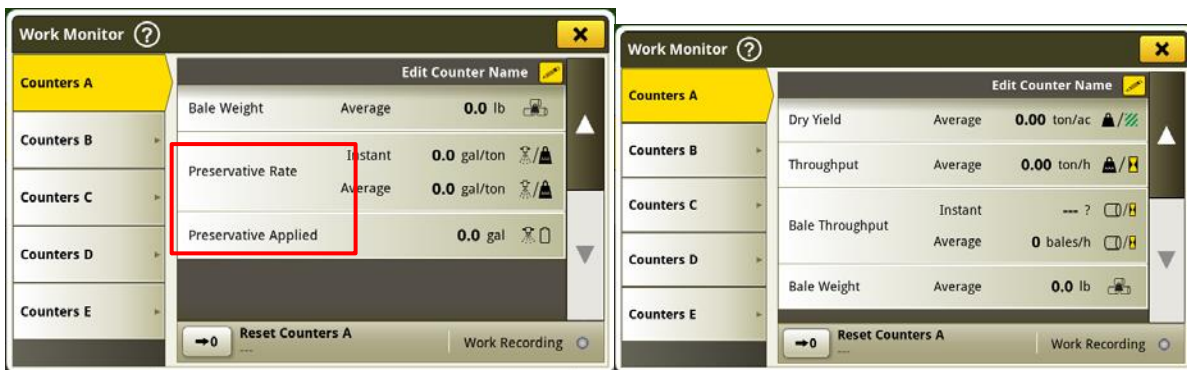 Work Monitor ?
Counters A
Counters B
Counters C
Counters D
Counters E
Edit Counter Name
Bale Weight Average 0.0 lb
Preservative Rate Instant 0.0 gal/ton
Average 0.0 gal/ton
Preservative Applied 0.0 gal
→0 Reset Counters A
---
Work Recording
Work Monitor ?
Counters A
Counters B
Counters C
Counters D
Counters E
Edit Counter Name
Dry Yield Average 0.00 ton/ac
Throughput Average 0.00 ton/h
Bale Throughput Instant --- ?
Average 0 bales/h
Bale Weight Average 0.0 lb
→0 Reset Counters A
---
Work Recording